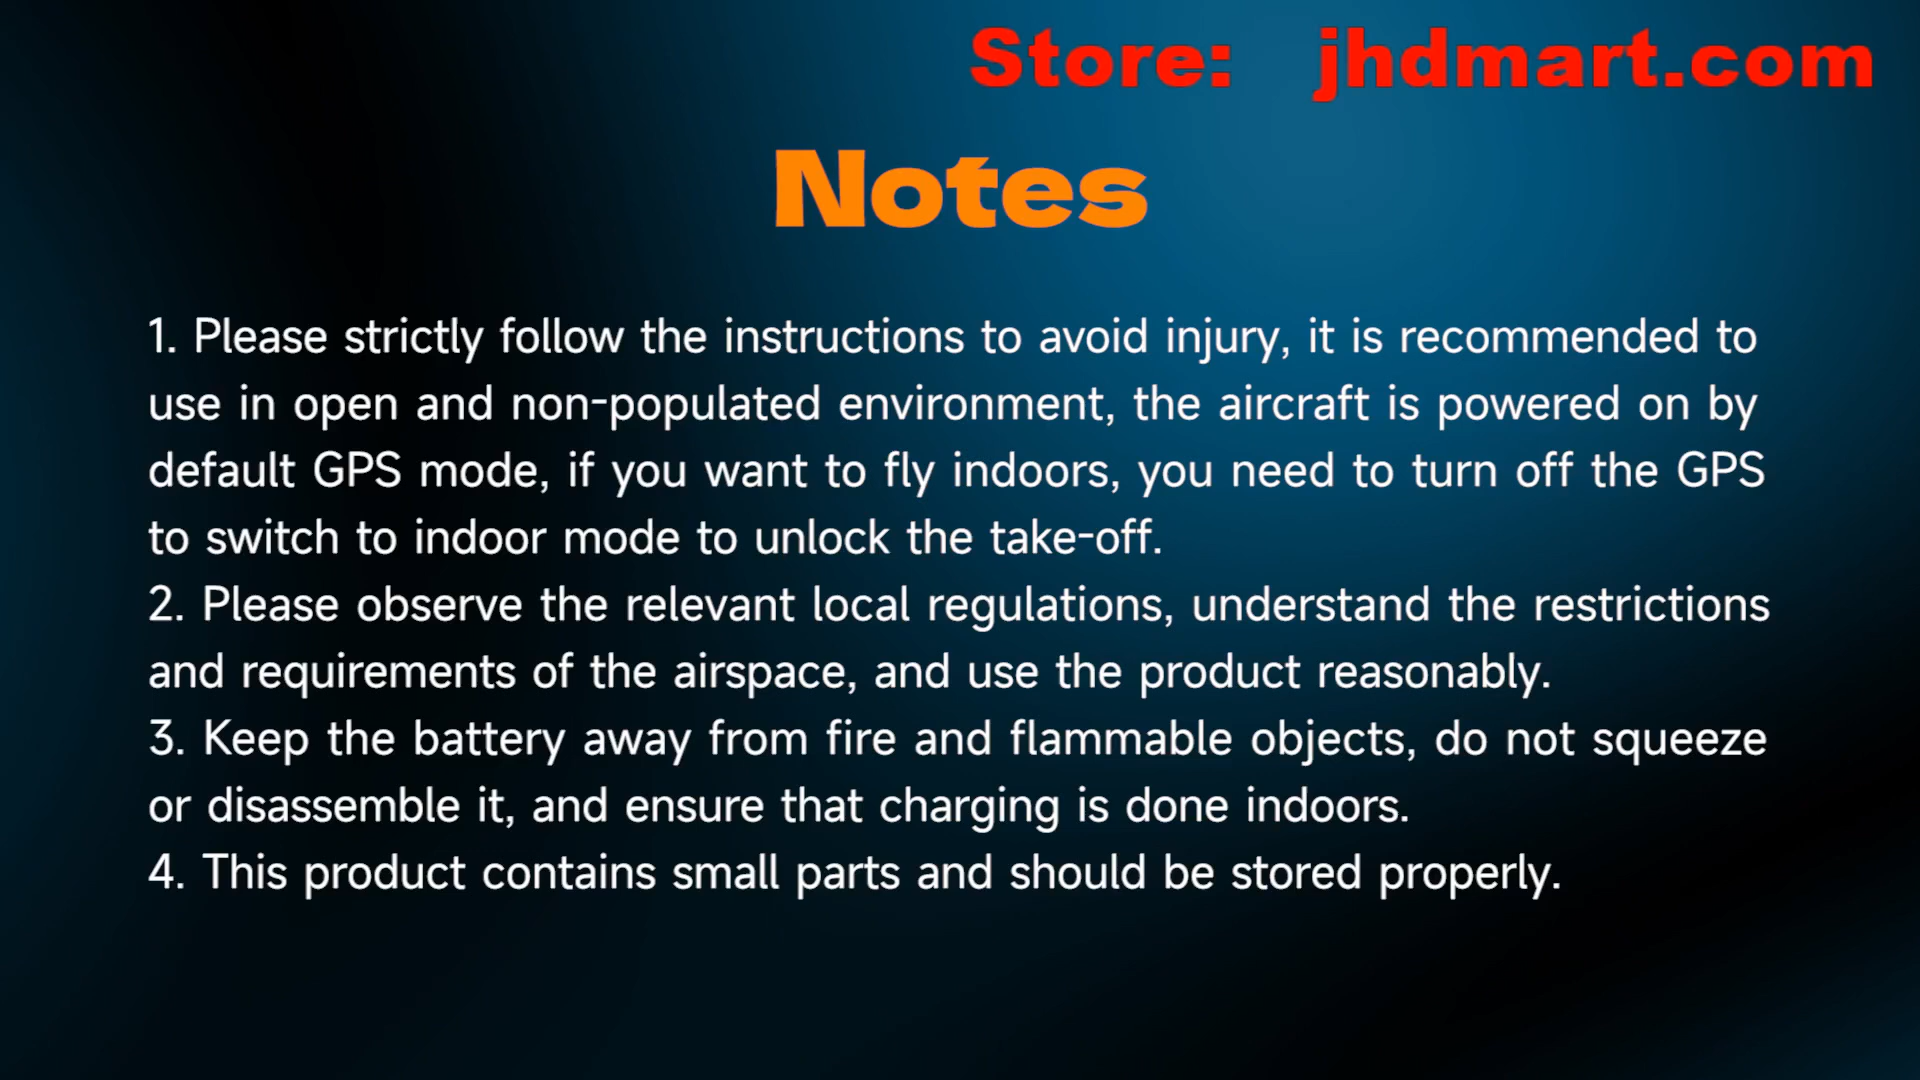 Store: jhdmart.com
Notes
1. Please strictly follow the instructions to avoid injury, it is recommended to
use in open and non-populated environment, the aircraft is powered on by
default GPS mode, if you want to fly indoors, you need to turn off the GPS
to switch to indoor mode to unlock the take-off.
2. Please observe the relevant local regulations, understand the restrictions
and requirements of the airspace, and use the product reasonably.
3. Keep the battery away from fire and flammable objects, do not squeeze
or disassemble it, and ensure that charging is done indoors.
4. This product contains small parts and should be stored properly.